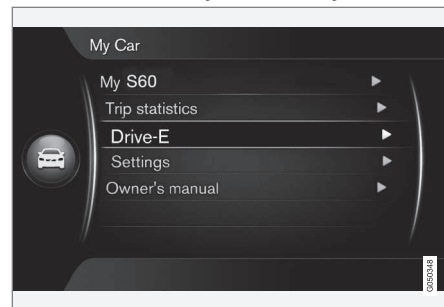 My Car
My S60
Trip statistics
Drive-E
Settings
Owner's manual
G050348